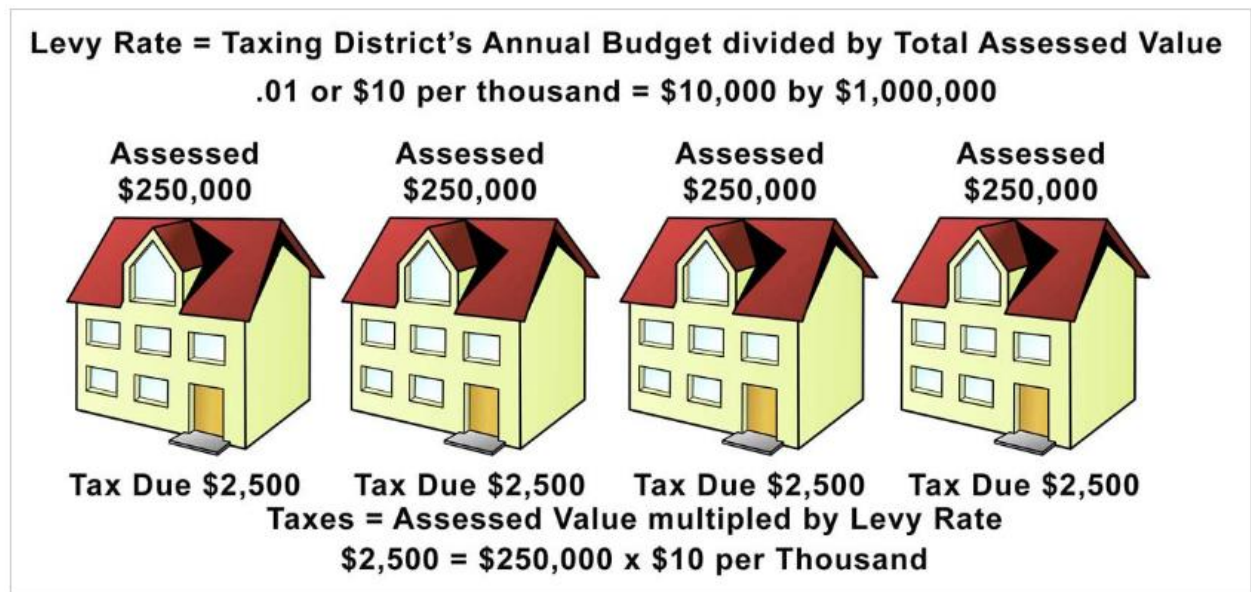 Levy Rate = Taxing District's Annual Budget divided by Total Assessed Value
.01 or $10 per thousand = $10,000 by $1,000,000
Assessed
$250,000
Assessed
$250,000
Assessed
$250,000
Assessed
$250,000
Tax Due $2,500
Tax Due $2,500
Tax Due $2,500
Tax Due $2,500
Taxes = Assessed Value multipled by Levy Rate
$2,500 = $250,000 x $10 per Thousand